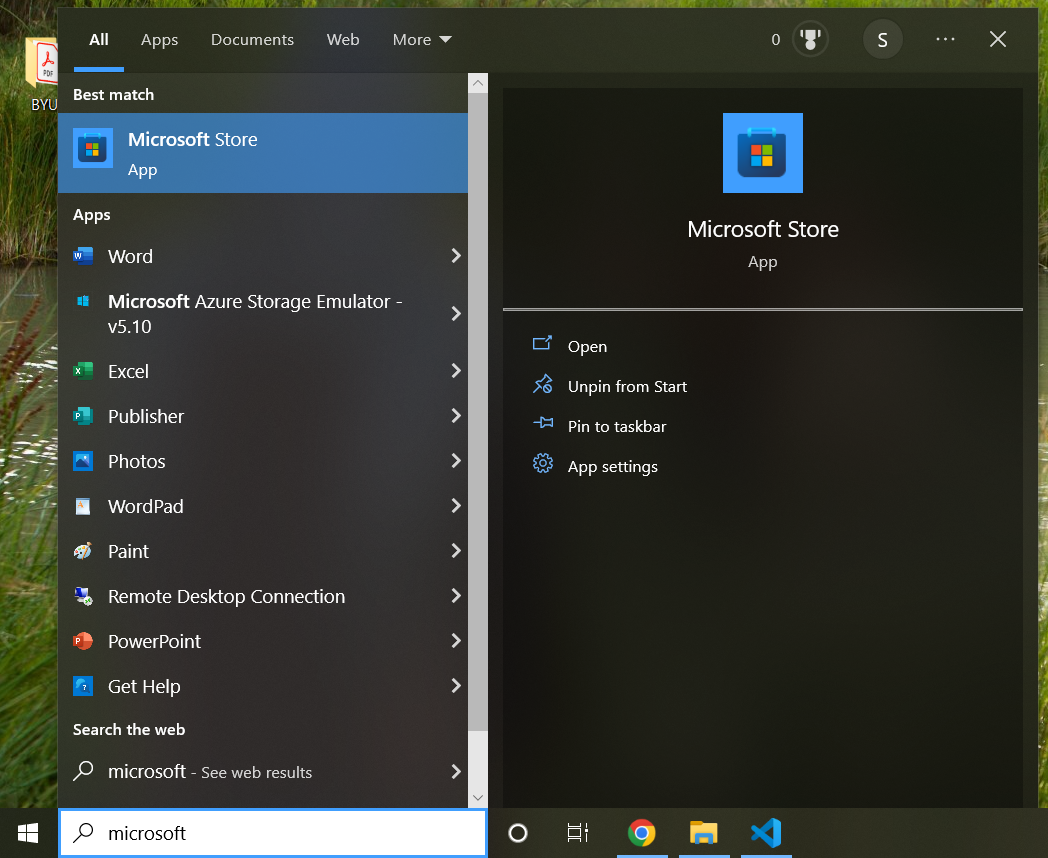 All Apps Documents Web More 0 S
BYU
Best match
Microsoft Store
App
Apps
Word
Microsoft Azure Storage Emulator -
v5.10
Excel
Publisher
Photos
WordPad
Paint
Remote Desktop Connection
PowerPoint
Get Help
Search the web
microsoft - See web results
microsoft
Microsoft Store
App
Open
Unpin from Start
Pin to taskbar
App settings